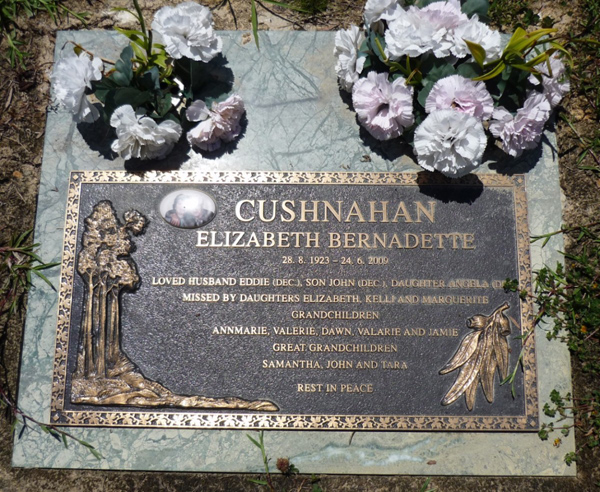 CUSHNAHAN
ELIZABETH BERNADETTE
28. 8. 1923 – 24. 6. 2009
LOVED HUSBAND EDDIE (DEC.), SON JOHN (DEC.), DAUGHTER ANGELA (D
MISSED BY DAUGHTERS ELIZABETH, KELLI AND MARGUERITE
GRANDCHILDREN
ANNMARIE, VALERIE, DAWN, VALARIE AND JAMIE
GREAT GRANDCHILDREN
SAMANTHA, JOHN AND TARA
REST IN PEACE